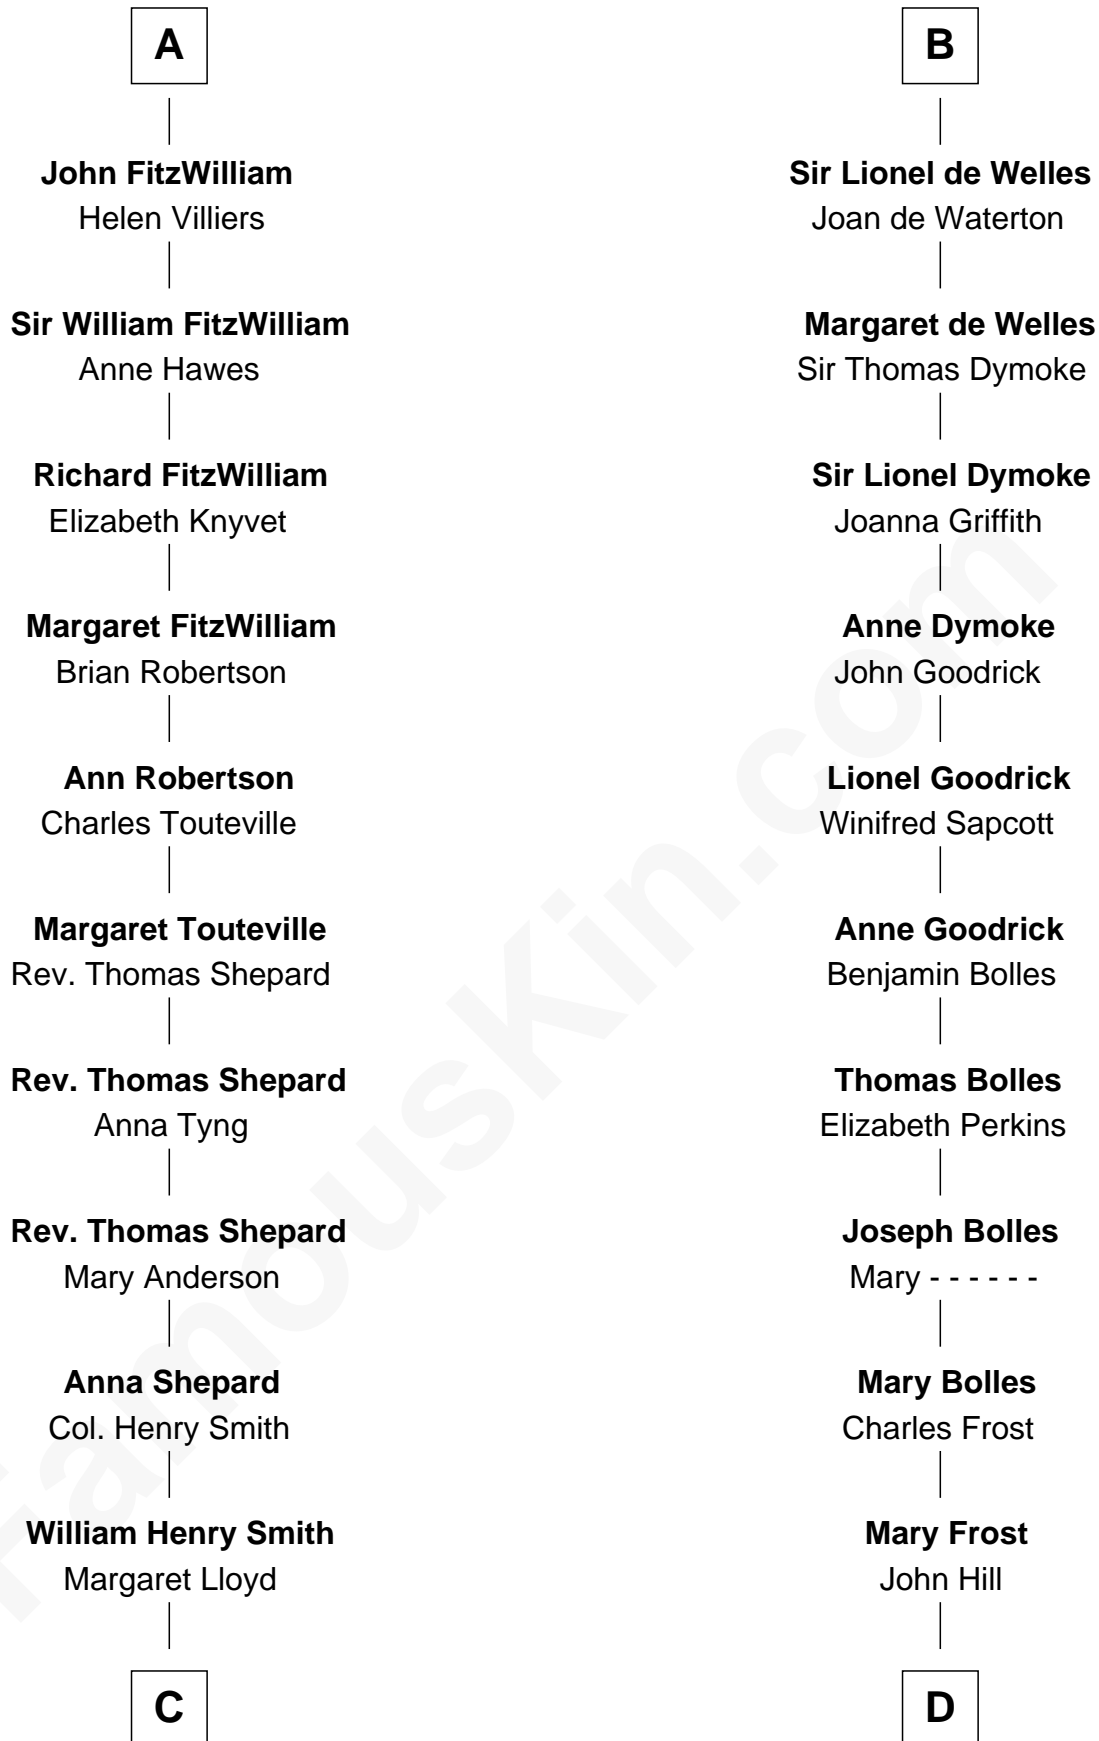 A
John FitzWilliam
Helen Villiers
Sir William FitzWilliam
Anne Hawes
Richard FitzWilliam
Elizabeth Knyvet
Margaret FitzWilliam
Brian Robertson
Ann Robertson
Charles Touteville
Margaret Touteville
Rev. Thomas Shepard
Rev. Thomas Shepard
Anna Tyng
Rev. Thomas Shepard
Mary Anderson
Anna Shepard
Col. Henry Smith
William Henry Smith
Margaret Lloyd
C
B
Sir Lionel de Welles
Joan de Waterton
Margaret de Welles
Sir Thomas Dymoke
Sir Lionel Dymoke
Joanna Griffith
Anne Dymoke
John Goodrick
Lionel Goodrick
Winifred Sapcott
Anne Goodrick
Benjamin Bolles
Thomas Bolles
Elizabeth Perkins
Joseph Bolles
Mary - - - - - -
Mary Bolles
Charles Frost
Mary Frost
John Hill
D
FamousKin.com